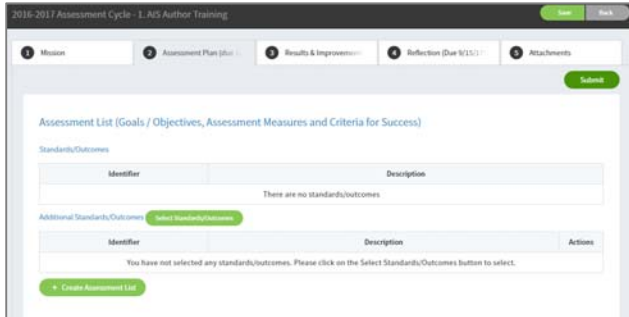 2016-2017 Assessment Cycle - 1. AIS Author Training
Save Back
1 Mission 2 Assessment Plan (due 3 Results & Improvemen 4 Reflection (Due 9/15/17 5 Attachments
Submit
Assessment List (Goals / Objectives, Assessment Measures and Criteria for Success)
Standards/Outcomes
Identifier Description
There are no standards/outcomes
Additional Standards/Outcomes Select Standards/Outcomes
Identifier Description Actions
You have not selected any standards/outcomes. Please click on the Select Standards/Outcomes button to select.
+ Create Assessment List